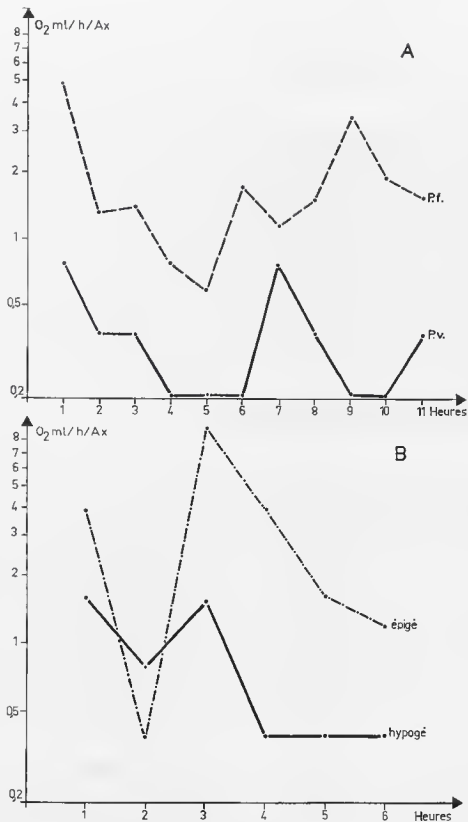 O₂ ml/h/Ax
A
8
7
6
5
4
3
2
1
0,5
0,2
P.f.
P.v.
1 2 3 4 5 6 7 8 9 10 11 Heures
O₂ ml/h/Ax
B
8
7
6
5
4
3
2
1
0,5
0,2
épigé
hypogé
1 2 3 4 5 6 Heures